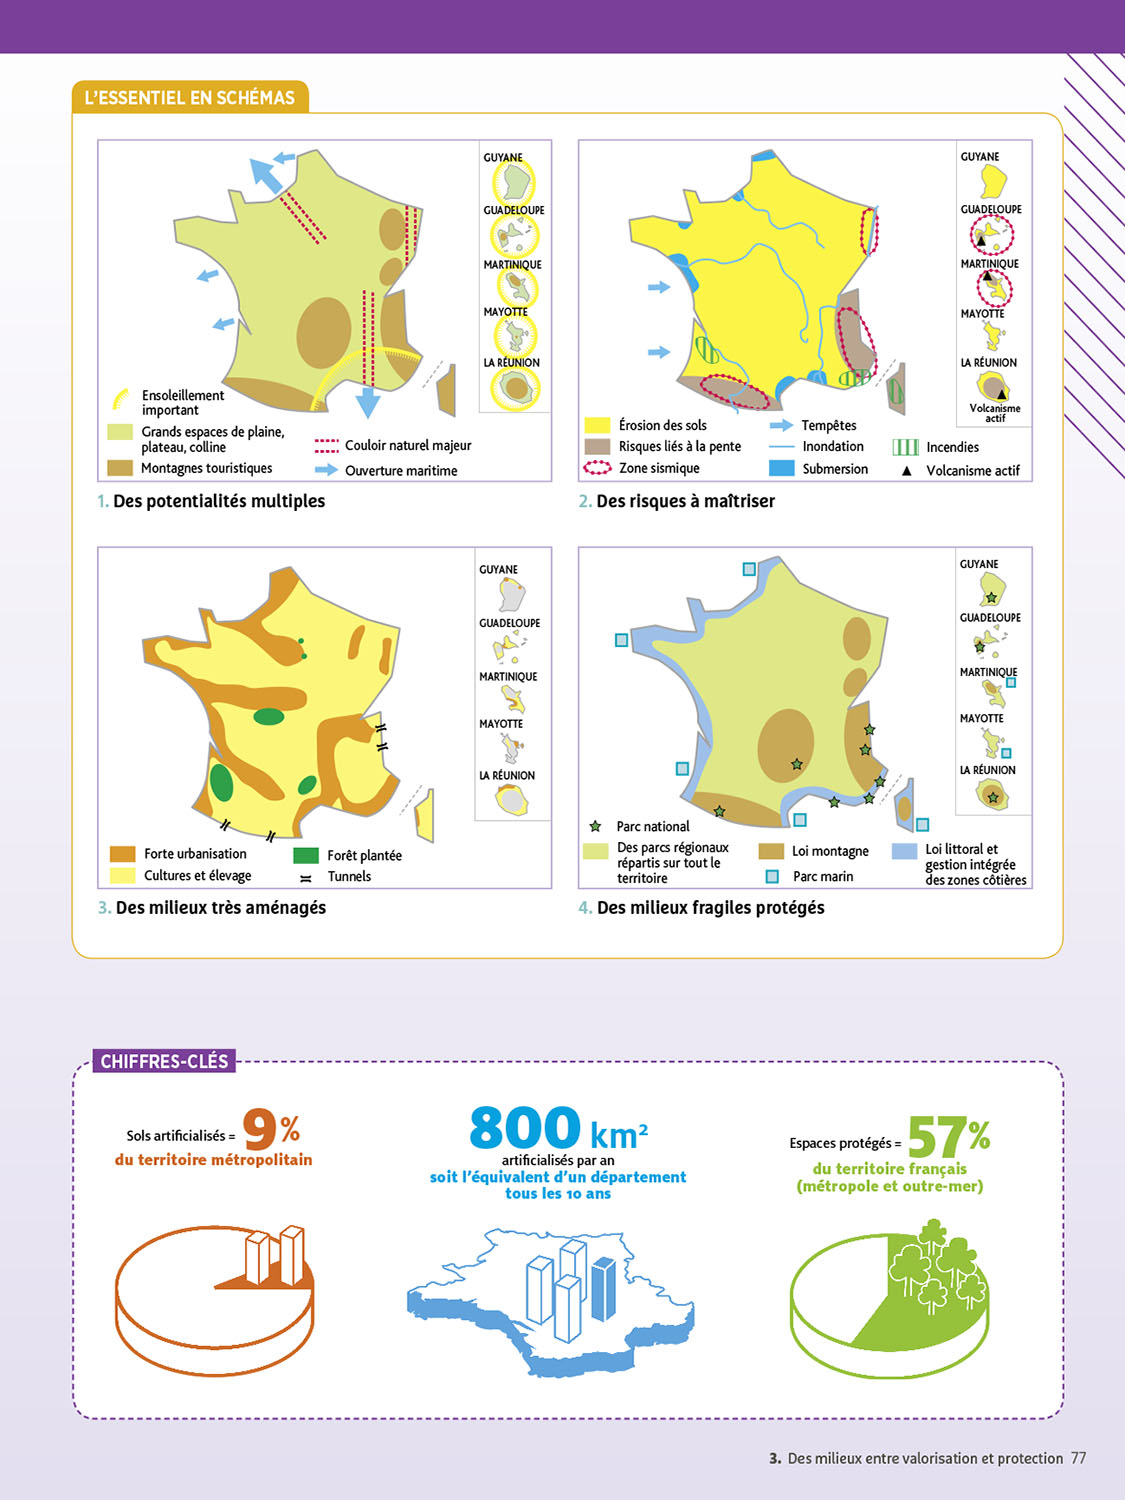 L'ESSENTIEL EN SCHÉMAS
GUYANE
GUADELOUPE
MARTINIQUE
MAYOTTE
LA RÉUNION
Ensoleillement
important
Grands espaces de plaine,
plateau, colline
Montagnes touristiques
Couloir naturel majeur
Ouverture maritime
1. Des potentialités multiples
GUYANE
GUADELOUPE
MARTINIQUE
MAYOTTE
LA RÉUNION
Volcanisme
actif
Érosion des sols
Risques liés à la pente
Zone sismique
Tempêtes
Inondation
Submersion
Incendies
Volcanisme actif
2. Des risques à maîtriser
GUYANE
GUADELOUPE
MARTINIQUE
MAYOTTE
LA RÉUNION
Forte urbanisation
Cultures et élevage
Forêt plantée
Tunnels
3. Des milieux très aménagés
GUYANE
GUADELOUPE
MARTINIQUE
MAYOTTE
LA RÉUNION
Parc national
Des parcs régionaux
répartis sur tout le
territoire
Loi montagne
Parc marin
Loi littoral et
gestion intégrée
des zones côtières
4. Des milieux fragiles protégés
CHIFFRES-CLÉS
Sols artificialisés = 9%
du territoire métropolitain
800 km²
artificialisés par an
soit l'équivalent d'un département
tous les 10 ans
Espaces protégés = 57%
du territoire français
(métropole et outre-mer)
3. Des milieux entre valorisation et protection 77